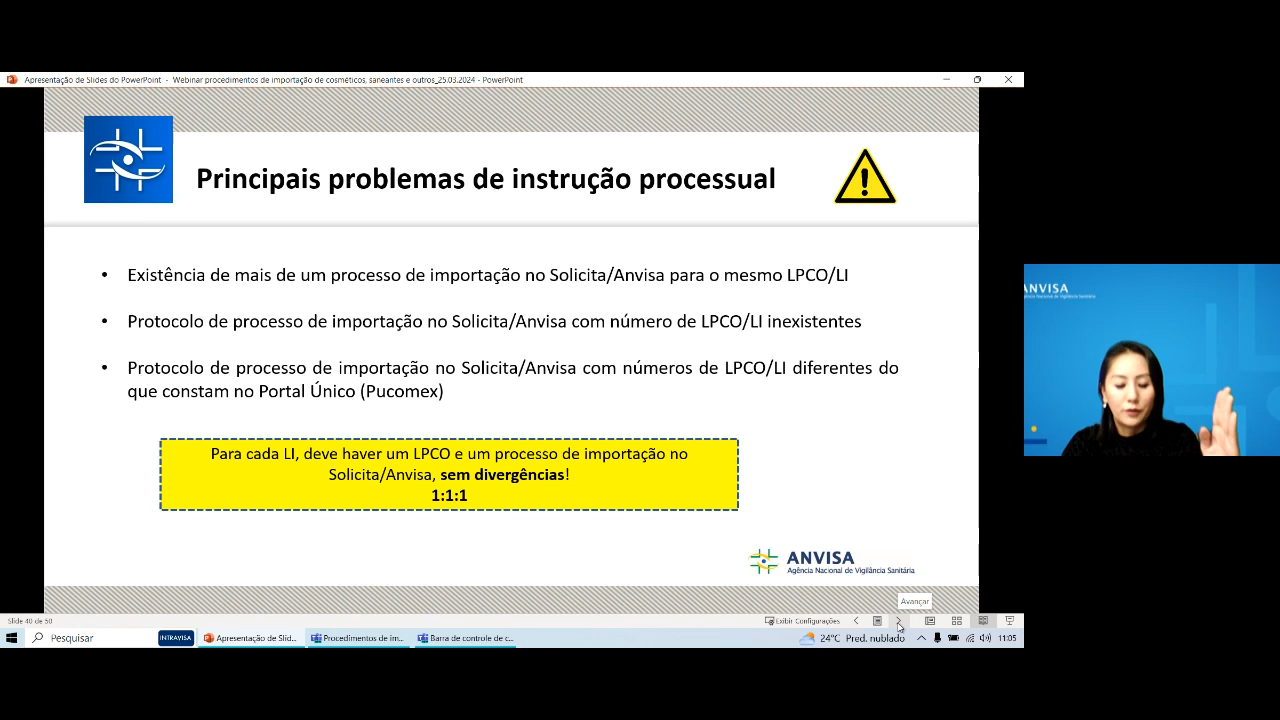 Apresentação de Slides do PowerPoint - Webinar procedimentos de importação de cosméticos, saneantes e outros_25.03.2024 - PowerPoint
Principais problemas de instrução processual
• Existência de mais de um processo de importação no Solicita/Anvisa para o mesmo LPCO/LI
• Protocolo de processo de importação no Solicita/Anvisa com número de LPCO/LI inexistentes
• Protocolo de processo de importação no Solicita/Anvisa com números de LPCO/LI diferentes do
que constam no Portal Único (Pucomex)
Para cada LI, deve haver um LPCO e um processo de importação no
Solicita/Anvisa, sem divergências!
1:1:1
ANVISA
Agência Nacional de Vigilância Sanitária
ANVISA
Agência Nacional de Vigilância Sanitária
Avançar
Slide 40 de 50
Exibir Configurações
Pesquisar
INTRAVISA
Apresentação de Slid...
Procedimentos de im...
Barra de controle de c...
24°C Pred. nublado
11:05